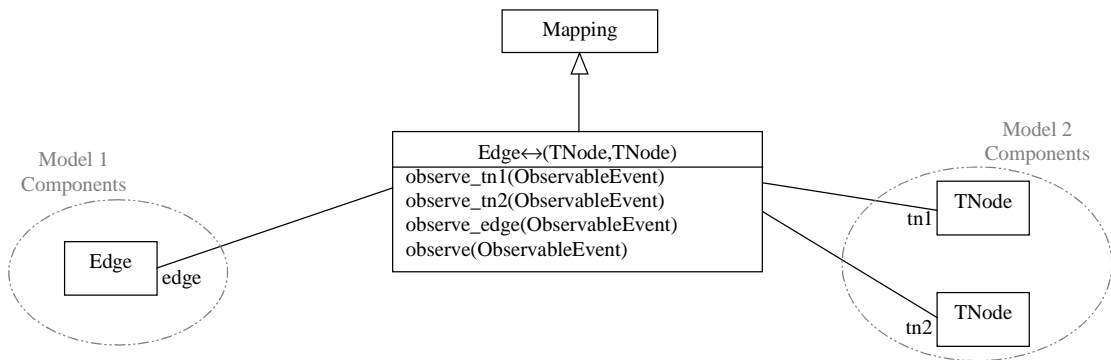 Mapping
Edge↔(TNode,TNode)
observe_tn1(ObservableEvent)
observe_tn2(ObservableEvent)
observe_edge(ObservableEvent)
observe(ObservableEvent)
Model 1
Components
Edge
edge
Model 2
Components
TNode
tn1
TNode
tn2